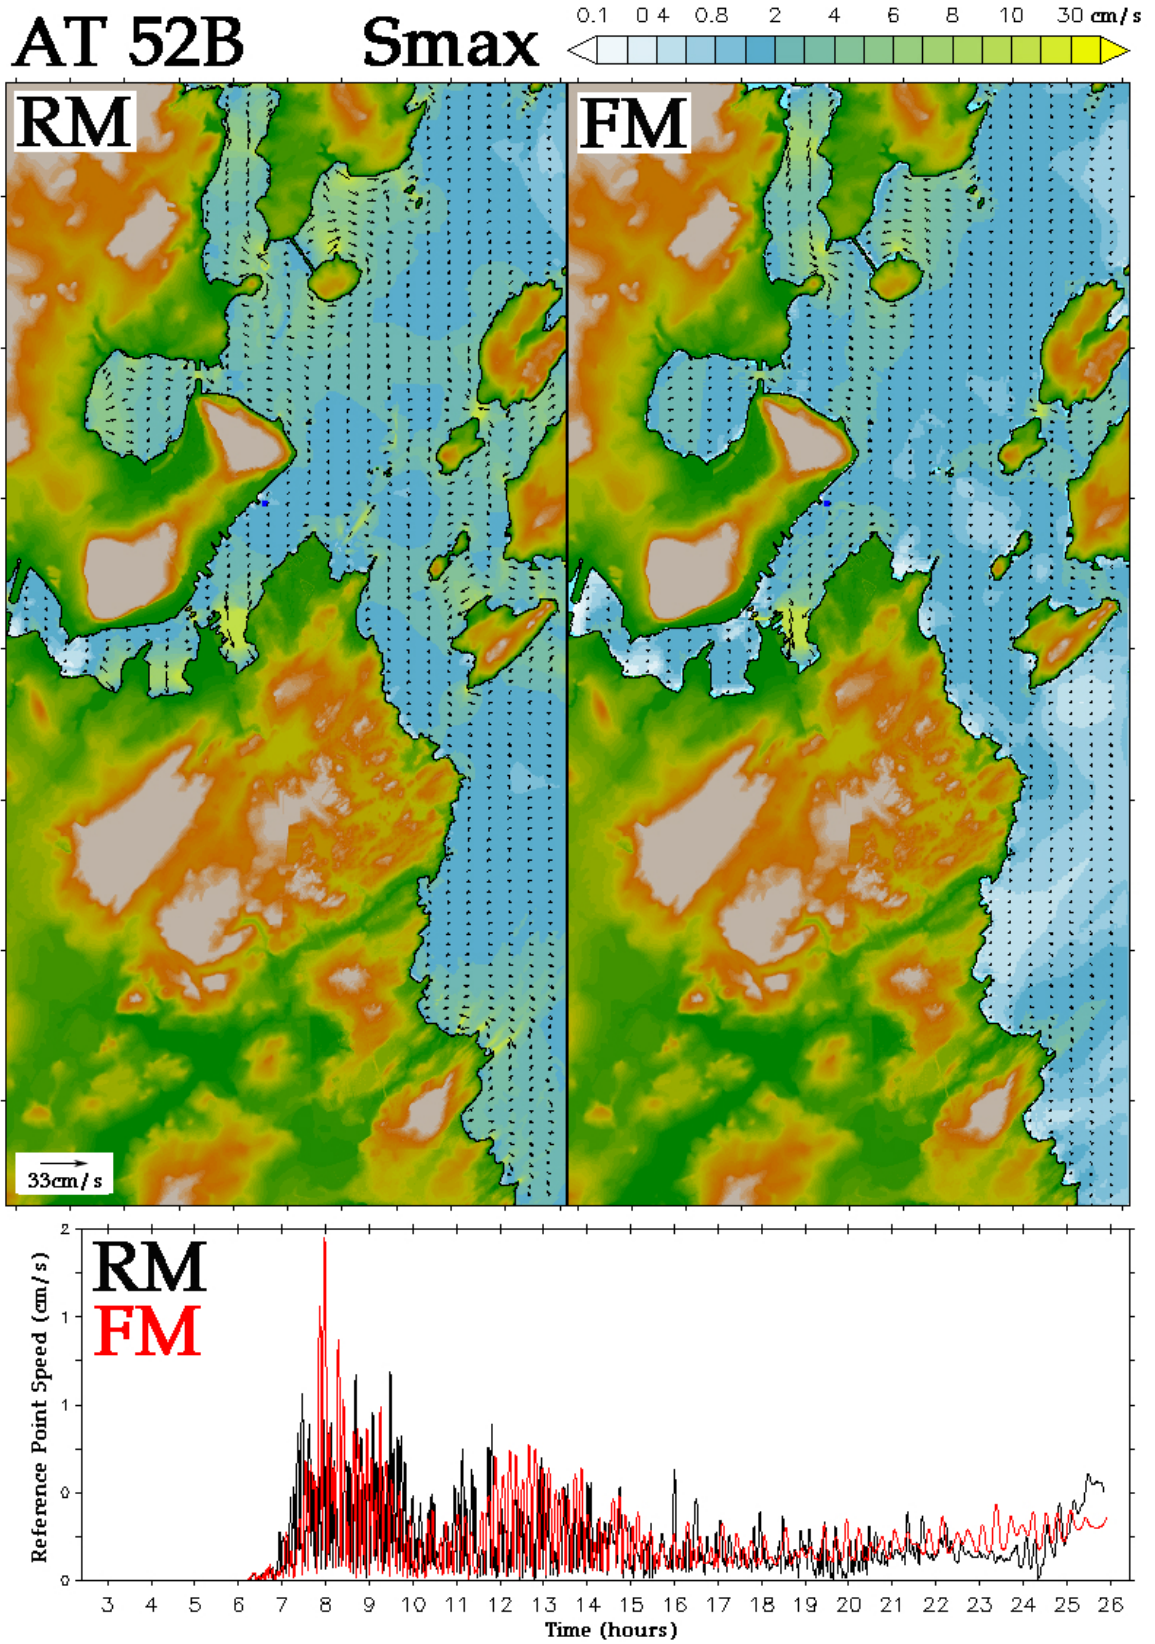 AT 52B Smax
0.1 0 4 0.8 2 4 6 8 10 30 cm/s
RM FM
33cm/s
2
1
1
0
0
Reference Point Speed (cm/s)
RM
FM
3 4 5 6 7 8 9 10 11 12 13 14 15 16 17 18 19 20 21 22 23 24 25 26
Time (hours)